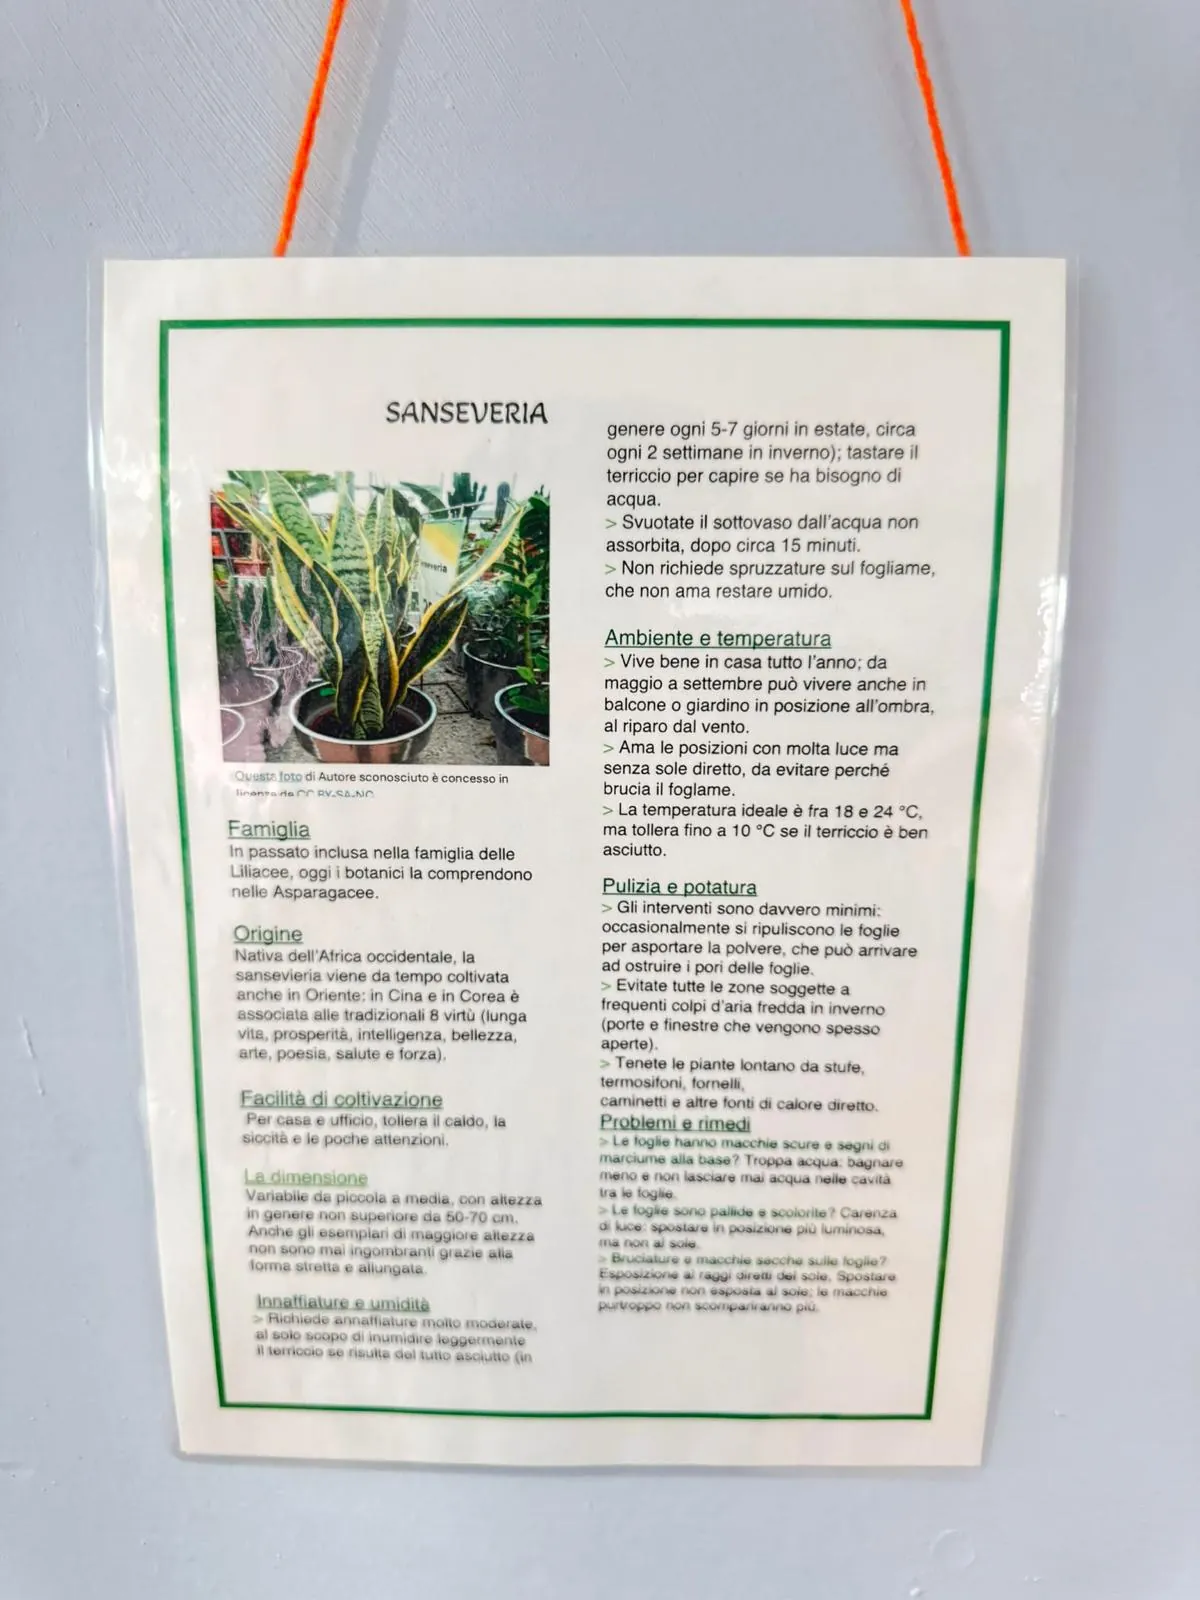 SANSEVERIA
severia
Questa foto di Autore sconosciuto è concesso in
licenza da CC BY-SA-NC
Famiglia
In passato inclusa nella famiglia delle
Liliacee, oggi i botanici la comprendono
nelle Asparagacee.
Origine
Nativa dell'Africa occidentale, la
sansevieria viene da tempo coltivata
anche in Oriente: in Cina e in Corea è
associata alle tradizionali 8 virtù (lunga
vita, prosperità, intelligenza, bellezza,
arte, poesia, salute e forza).
Facilità di coltivazione
Per casa e ufficio, tollera il caldo, la
siccità e le poche attenzioni.
La dimensione
Variabile da piccola a media, con altezza
in genere non superiore da 50-70 cm.
Anche gli esemplari di maggiore altezza
non sono mai ingombranti grazie alla
forma stretta e allungata.
Innaffiature e umidità
> Richiede annaffiature molto moderate,
al solo scopo di inumidire leggermente
il terriccio se risulta del tutto asciutto (in
genere ogni 5-7 giorni in estate, circa
ogni 2 settimane in inverno); tastare il
terriccio per capire se ha bisogno di
acqua.
> Svuotate il sottovaso dall'acqua non
assorbita, dopo circa 15 minuti.
> Non richiede spruzzature sul fogliame,
che non ama restare umido.
Ambiente e temperatura
> Vive bene in casa tutto l'anno; da
maggio a settembre può vivere anche in
balcone o giardino in posizione all'ombra,
al riparo dal vento.
> Ama le posizioni con molta luce ma
senza sole diretto, da evitare perché
brucia il foglame.
> La temperatura ideale è fra 18 e 24 °C,
ma tollera fino a 10 °C se il terriccio è ben
asciutto.
Pulizia e potatura
> Gli interventi sono davvero minimi:
occasionalmente si ripuliscono le foglie
per asportare la polvere, che può arrivare
ad ostruire i pori delle foglie.
> Evitate tutte le zone soggette a
frequenti colpi d'aria fredda in inverno
(porte e finestre che vengono spesso
aperte).
> Tenete le piante lontano da stufe,
termosifoni, fornelli,
caminetti e altre fonti di calore diretto.
Problemi e rimedi
> Le foglie hanno macchie scure e segni di
marciume alla base? Troppa acqua: bagnare
meno e non lasciare mai acqua nelle cavità
tra le foglie.
> Le foglie sono pallide e scolorite? Carenza
di luce: spostare in posizione più luminosa,
ma non al sole.
> Bruciature e macchie secche sulle foglie?
Esposizione ai raggi diretti del sole. Spostare
in posizione non esposta al sole; le macchie
purtroppo non scompariranno più.